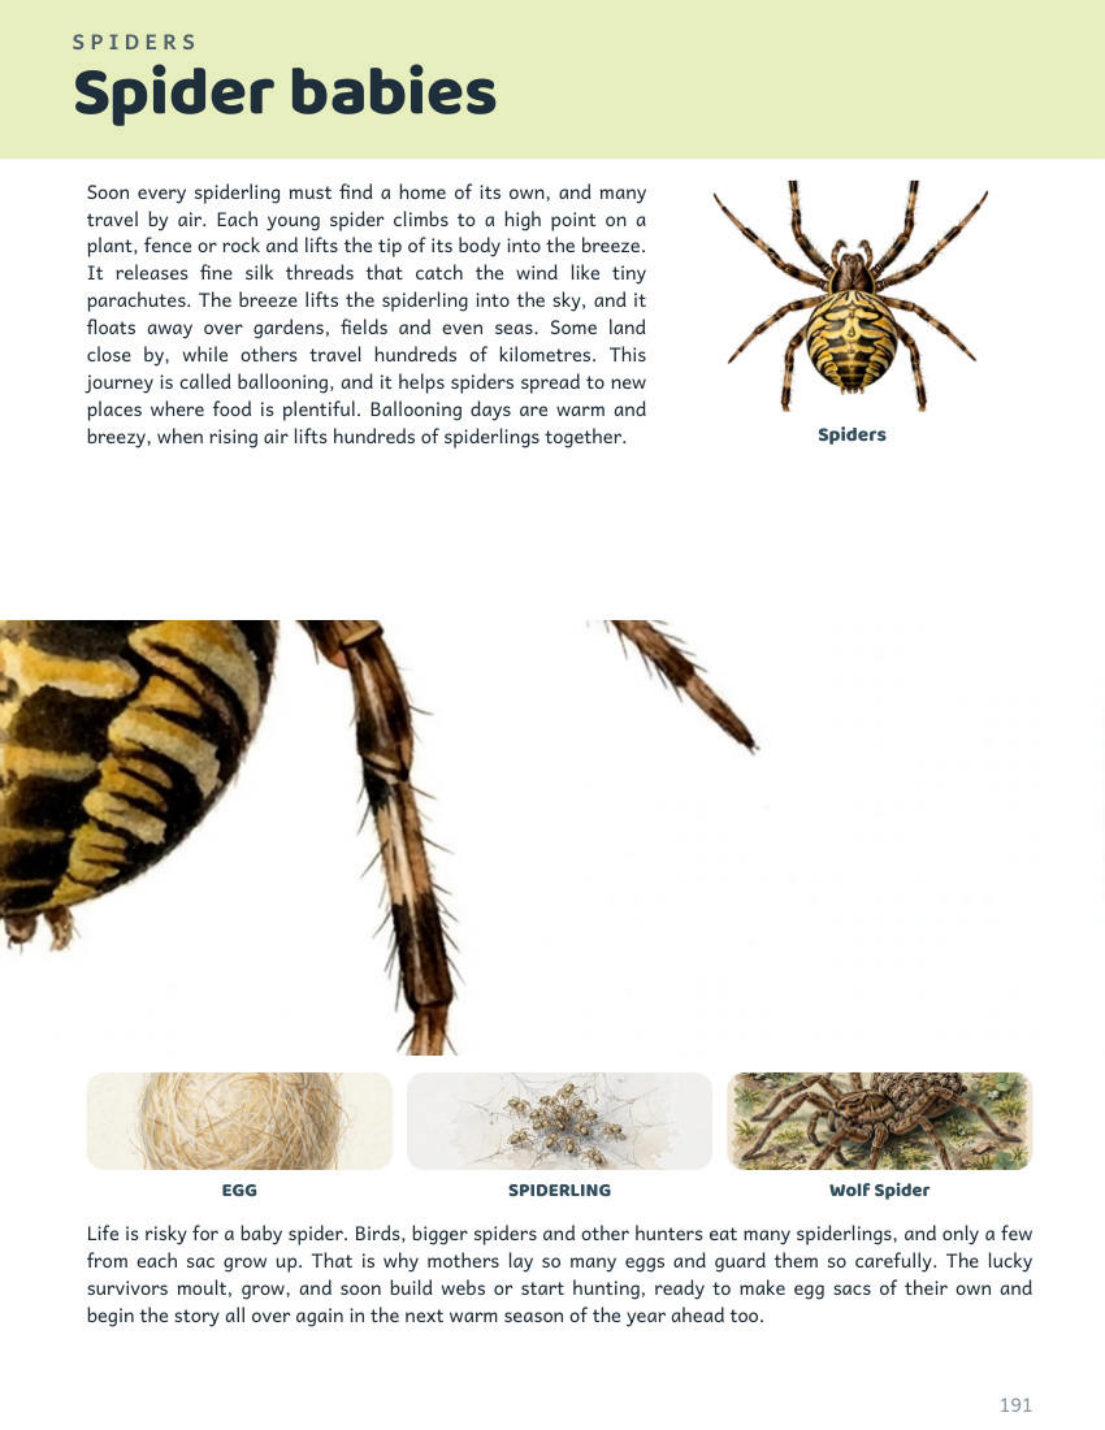 SPIDERS
Spider babies
Soon every spiderling must find a home of its own, and many
travel by air. Each young spider climbs to a high point on a
plant, fence or rock and lifts the tip of its body into the breeze.
It releases fine silk threads that catch the wind like tiny
parachutes. The breeze lifts the spiderling into the sky, and it
floats away over gardens, fields and even seas. Some land
close by, while others travel hundreds of kilometres. This
journey is called ballooning, and it helps spiders spread to new
places where food is plentiful. Ballooning days are warm and
breezy, when rising air lifts hundreds of spiderlings together.
Spiders
EGG
SPIDERLING
Wolf Spider
Life is risky for a baby spider. Birds, bigger spiders and other hunters eat many spiderlings, and only a few
from each sac grow up. That is why mothers lay so many eggs and guard them so carefully. The lucky
survivors moult, grow, and soon build webs or start hunting, ready to make egg sacs of their own and
begin the story all over again in the next warm season of the year ahead too.
191